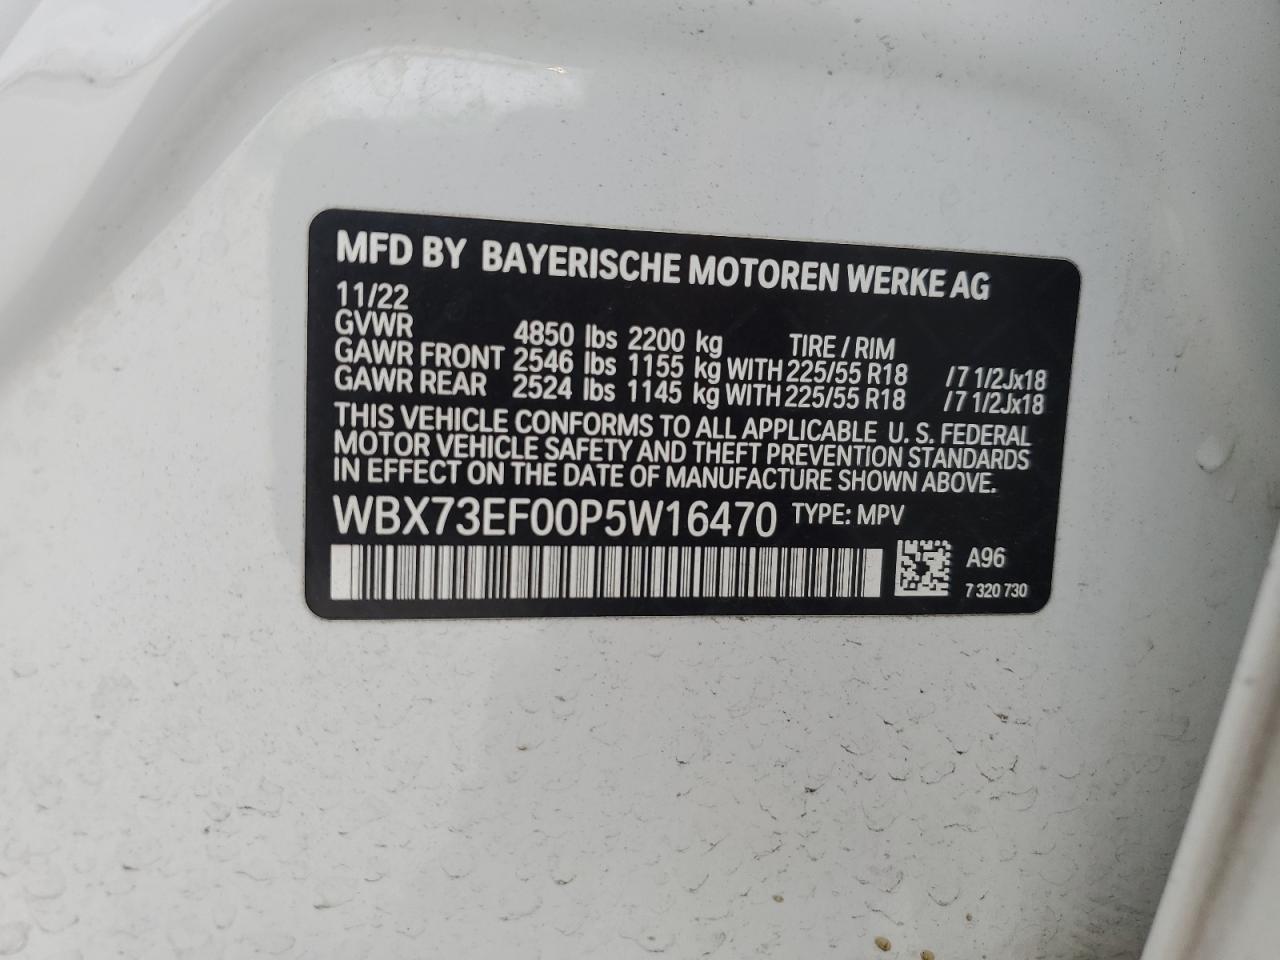 MFD BY BAYERISCHE MOTOREN WERKE AG
11/22
GVWR 4850 lbs 2200 kg TIRE / RIM
GAWR FRONT 2546 lbs 1155 kg WITH 225/55 R18 /7 1/2Jx18
GAWR REAR 2524 lbs 1145 kg WITH 225/55 R18 /7 1/2Jx18
THIS VEHICLE CONFORMS TO ALL APPLICABLE U. S. FEDERAL
MOTOR VEHICLE SAFETY AND THEFT PREVENTION STANDARDS
IN EFFECT ON THE DATE OF MANUFACTURE SHOWN ABOVE.
WBX73EF00P5W16470 TYPE: MPV
A96
7 320 730